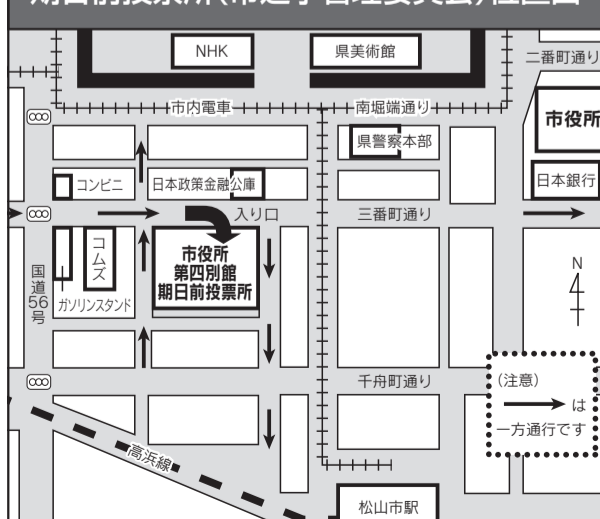 期日前投票所(市選挙管理委員会)位置図
NHK
県美術館
二番町通り
市内電車
南堀端通り
市役所
県警察本部
コンビニ
日本政策金融公庫
日本銀行
入り口
三番町通り
コムズ
市役所
第四別館
期日前投票所
国道56号
ガソリンスタンド
N
千舟町通り
(注意)
は
一方通行です
高浜線
松山市駅